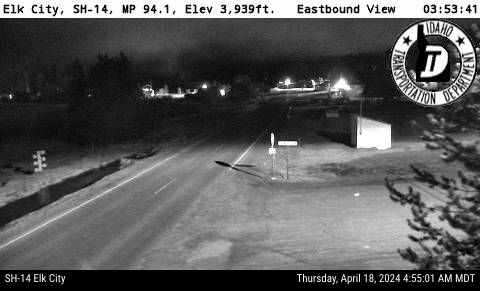 Elk City, SH-14, MP 94.1, Elev 3,939ft. Eastbound View 03:53:41
IDAHO
TRANSPORTATION DEPARTMENT
SH-14 Elk City Thursday, April 18, 2024 4:55:01 AM MDT